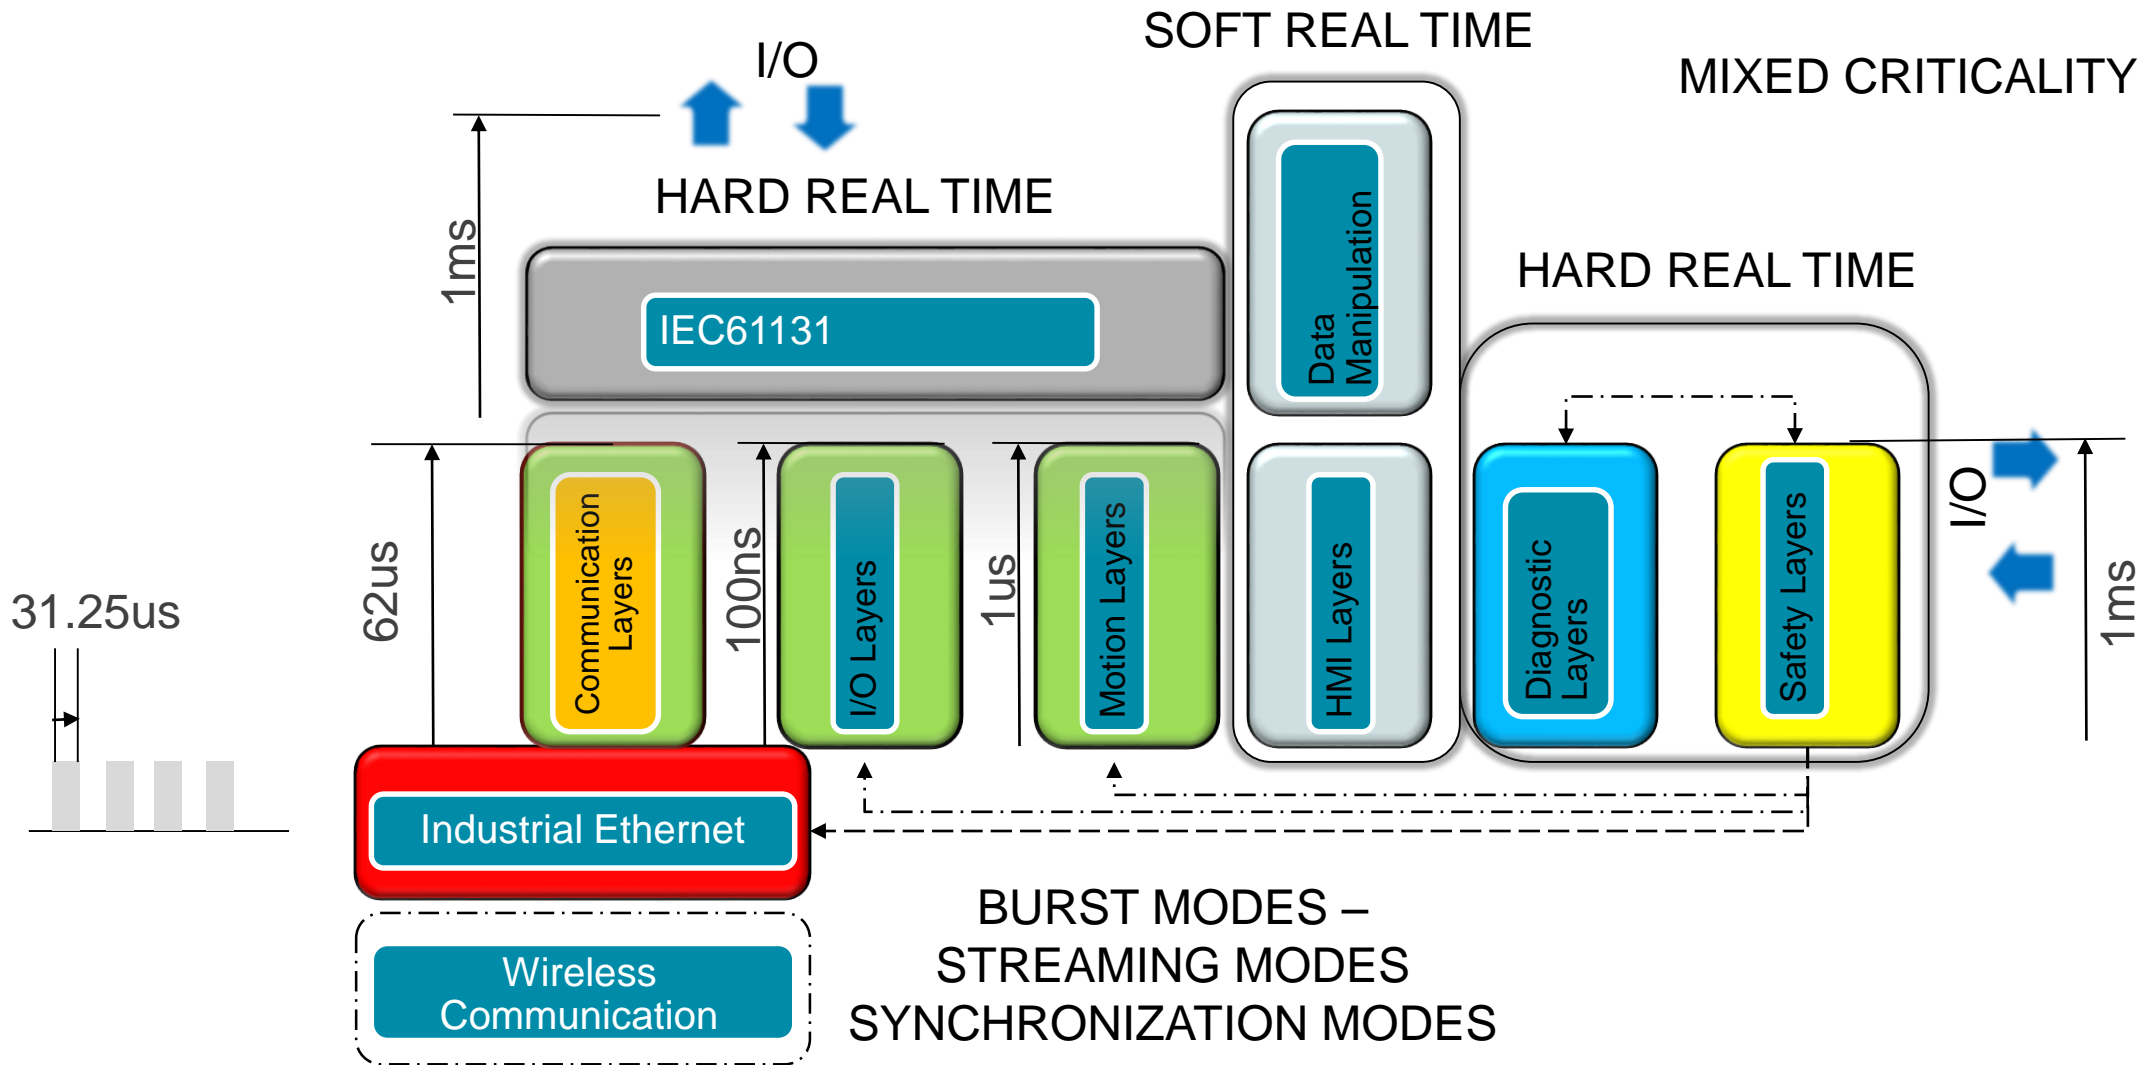 SOFT REAL TIME
MIXED CRITICALITY
I/O
HARD REAL TIME
1ms
IEC61131
Data
Manipulation
HARD REAL TIME
31.25us
62us
Communication
Layers
100ns
I/O Layers
1us
Motion Layers
HMI Layers
Diagnostic
Layers
Safety Layers
I/O
1ms
Industrial Ethernet
Wireless
Communication
BURST MODES –
STREAMING MODES
SYNCHRONIZATION MODES